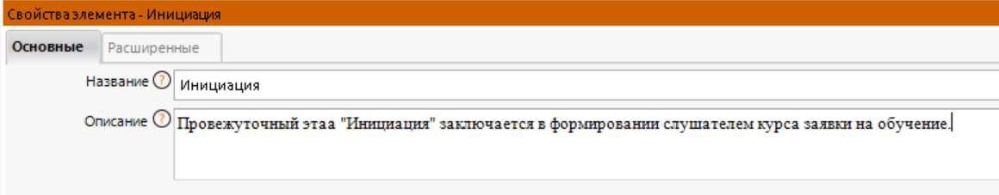 Свойства элемента - Инициация
Основные Расширенные
Название ? Инициация
Описание ? Провежуточный этаа "Инициация" заключается в формировании слушателем курса заявки на обучение.